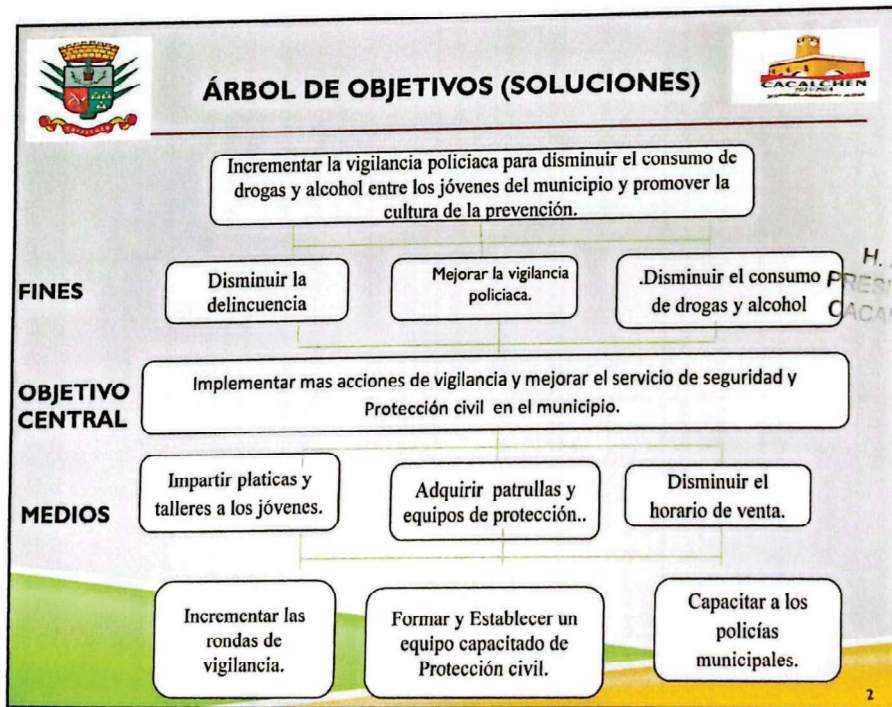 ÁRBOL DE OBJETIVOS (SOLUCIONES)
CACALCHEN
CACALCHEN
2021-2024
Incrementar la vigilancia policiaca para disminuir el consumo de
drogas y alcohol entre los jóvenes del municipio y promover la
cultura de la prevención.
FINES
Disminuir la
delincuencia
Mejorar la vigilancia
policiaca.
.Disminuir el consumo
de drogas y alcohol
H.
OBJETIVO
CENTRAL
Implementar mas acciones de vigilancia y mejorar el servicio de seguridad y
Protección civil en el municipio.
MEDIOS
Impartir platicas y
talleres a los jóvenes.
Adquirir patrullas y
equipos de protección..
Disminuir el
horario de venta.
Incrementar las
rondas de
vigilancia.
Formar y Establecer un
equipo capacitado de
Protección civil.
Capacitar a los
policías
municipales.
2